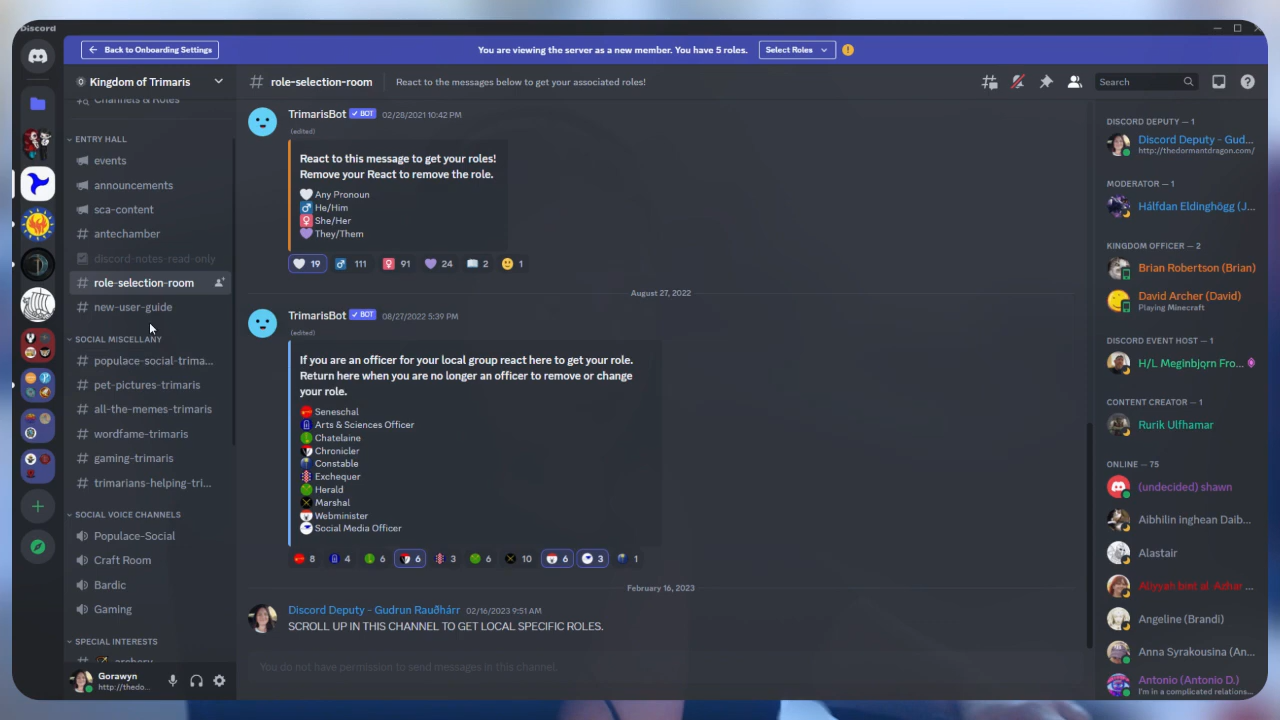 Discord
Back to Onboarding Settings
You are viewing the server as a new member. You have 5 roles.
Select Roles
Kingdom of Trimaris
role-selection-room
React to the messages below to get your associated roles!
Search
Channels & Roles
ENTRY HALL
events
announcements
sca-content
antechamber
discord-notes-read-only
role-selection-room
new-user-guide
SOCIAL MISCELLANY
populace-social-trima...
pet-pictures-trimaris
all-the-memes-trimaris
wordfame-trimaris
gaming-trimaris
trimarians-helping-tri...
SOCIAL VOICE CHANNELS
Populace-Social
Craft Room
Bardic
Gaming
SPECIAL INTERESTS
archery
Gorawyn
http://thedo...
TrimarisBot BOT 02/28/2021 10:42 PM
(edited)
React to this message to get your roles!
Remove your React to remove the role.
Any Pronoun
He/Him
She/Her
They/Them
19 111 91 24 2 1
August 27, 2022
TrimarisBot BOT 08/27/2022 5:39 PM
(edited)
If you are an officer for your local group react here to get your role.
Return here when you are no longer an officer to remove or change
your role.
Seneschal
Arts & Sciences Officer
Chatelaine
Chronicler
Constable
Exchequer
Herald
Marshal
Webminister
Social Media Officer
8 4 6 6 3 6 10 6 3 1
February 16, 2023
Discord Deputy - Gudrun Rauðhárr 02/16/2023 9:51 AM
SCROLL UP IN THIS CHANNEL TO GET LOCAL SPECIFIC ROLES.
You do not have permission to send messages in this channel.
DISCORD DEPUTY — 1
Discord Deputy - Gud...
http://thedormantdragon.com/
MODERATOR — 1
Hálfdan Eldinghögg (J...
KINGDOM OFFICER — 2
Brian Robertson (Brian)
David Archer (David)
Playing Minecraft
DISCORD EVENT HOST — 1
H/L Meginbjǫrn Fro...
CONTENT CREATOR — 1
Rurik Ulfhamar
ONLINE — 75
(undecided) shawn
Aibhilin inghean Daib...
Alastair
Aliyyah bint al-Azhar ...
Angeline (Brandi)
Anna Syrakousina (An...
Antonio (Antonio D.)
I'm in a complicated relations...